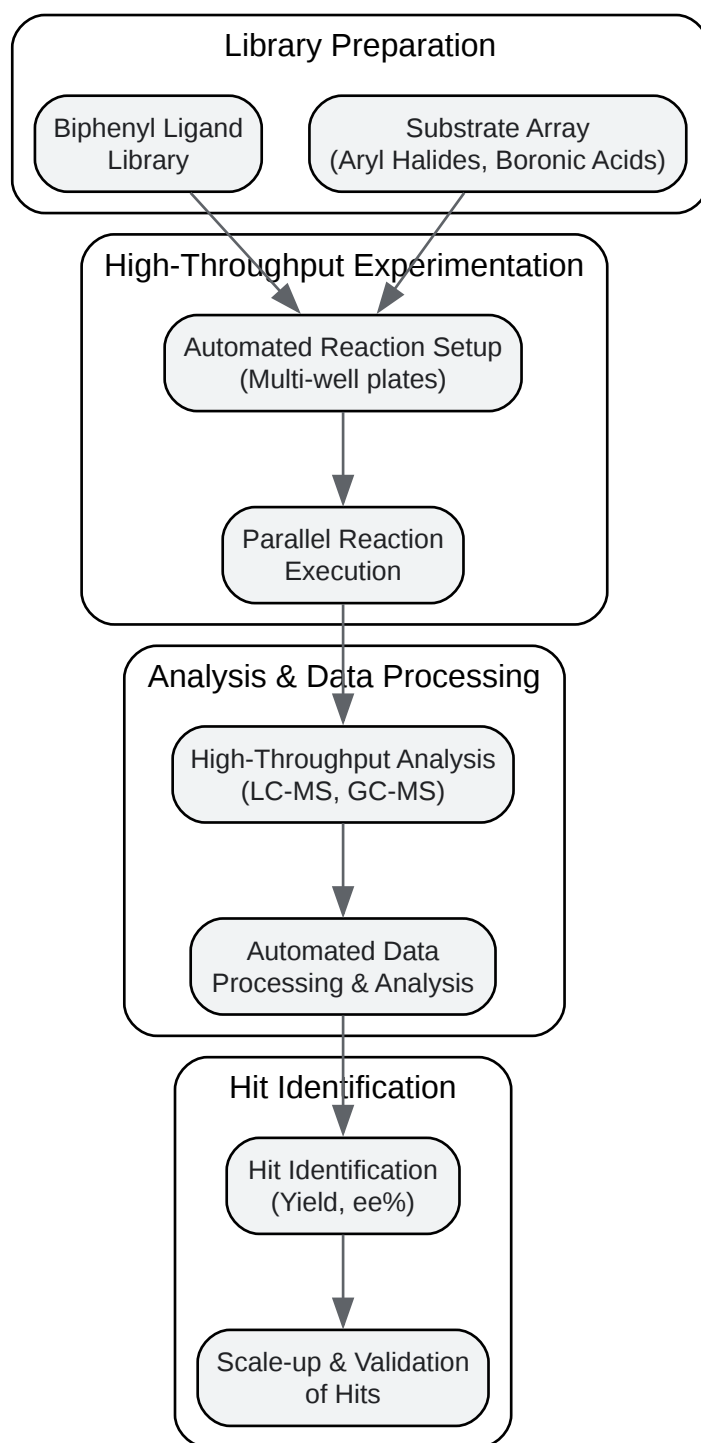 Library Preparation
Biphenyl Ligand
Library
Substrate Array
(Aryl Halides, Boronic Acids)
High-Throughput Experimentation
Automated Reaction Setup
(Multi-well plates)
Parallel Reaction
Execution
Analysis & Data Processing
High-Throughput Analysis
(LC-MS, GC-MS)
Automated Data
Processing & Analysis
Hit Identification
Hit Identification
(Yield, ee%)
Scale-up & Validation
of Hits